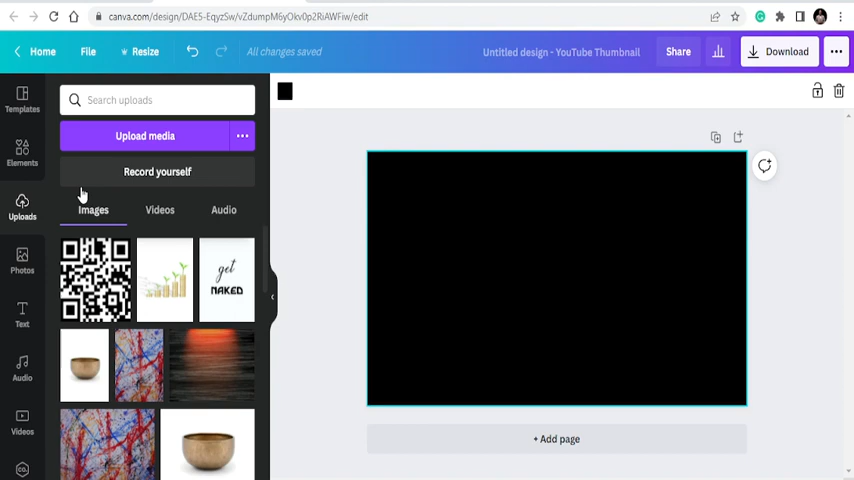 canva.com/design/DAE5-EqyzSw/vZdumpM6yOkv0p2RiAWFiw/edit
Home File Resize All changes saved Untitled design - YouTube Thumbnail Share Download
Templates
Elements
Uploads
Photos
Text
Audio
Videos
Search uploads
Upload media
Record yourself
Images Videos Audio
get
NAKED
+ Add page